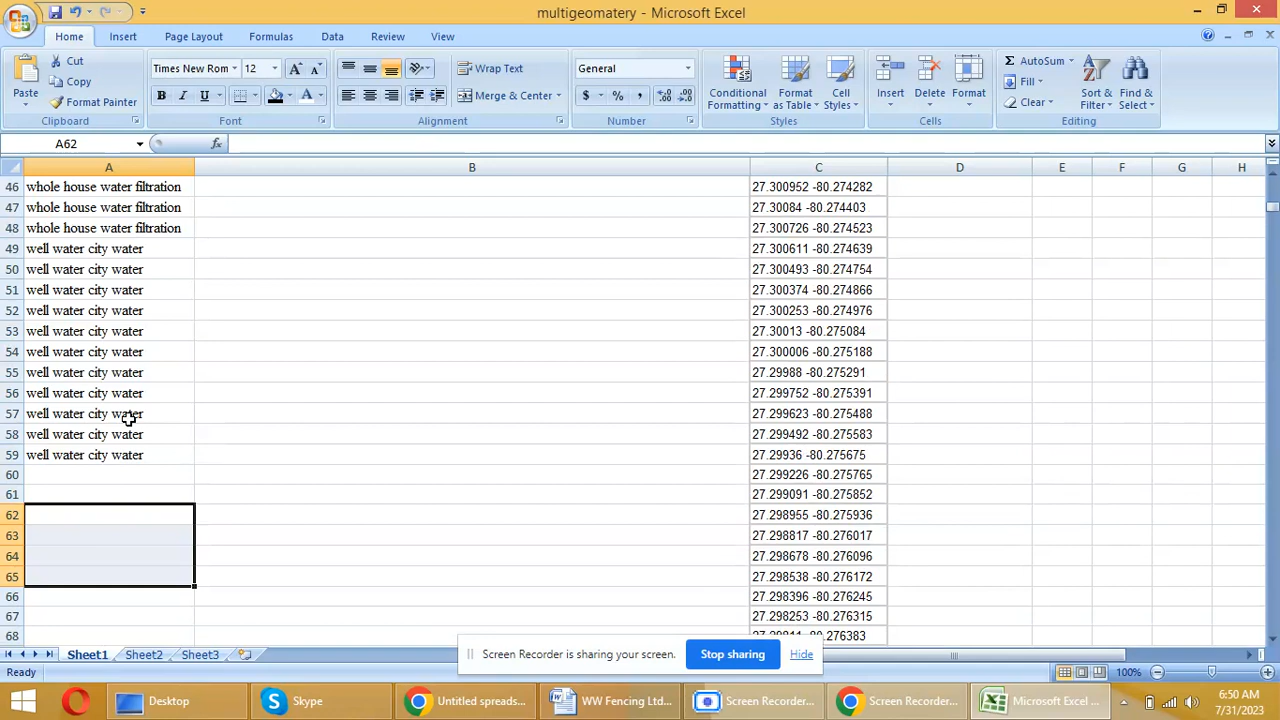 multigeomatery - Microsoft Excel
Home Insert Page Layout Formulas Data Review View
Paste
Cut
Copy
Format Painter
Clipboard
Times New Rom 12
B I U
Font
Wrap Text
Merge & Center
Alignment
General
$ % ,
Number
Conditional Formatting
Format as Table
Cell Styles
Styles
Insert Delete Format
Cells
AutoSum
Fill
Clear
Sort & Filter
Find & Select
Editing
A62 fx
A B C D E F G H
46 whole house water filtration 27.300952 -80.274282
47 whole house water filtration 27.30084 -80.274403
48 whole house water filtration 27.300726 -80.274523
49 well water city water 27.300611 -80.274639
50 well water city water 27.300493 -80.274754
51 well water city water 27.300374 -80.274866
52 well water city water 27.300253 -80.274976
53 well water city water 27.30013 -80.275084
54 well water city water 27.300006 -80.275188
55 well water city water 27.29988 -80.275291
56 well water city water 27.299752 -80.275391
57 well water city water 27.299623 -80.275488
58 well water city water 27.299492 -80.275583
59 well water city water 27.29936 -80.275675
60 27.299226 -80.275765
61 27.299091 -80.275852
62 27.298955 -80.275936
63 27.298817 -80.276017
64 27.298678 -80.276096
65 27.298538 -80.276172
66 27.298396 -80.276245
67 27.298253 -80.276315
68 27.29811 -80.276383
Screen Recorder is sharing your screen. Stop sharing Hide
Sheet1 Sheet2 Sheet3
Ready 100%
Desktop Skype Untitled spreads... WW Fencing Ltd... Screen Recorder... Screen Recorder... Microsoft Excel ... 6:50 AM
7/31/2023